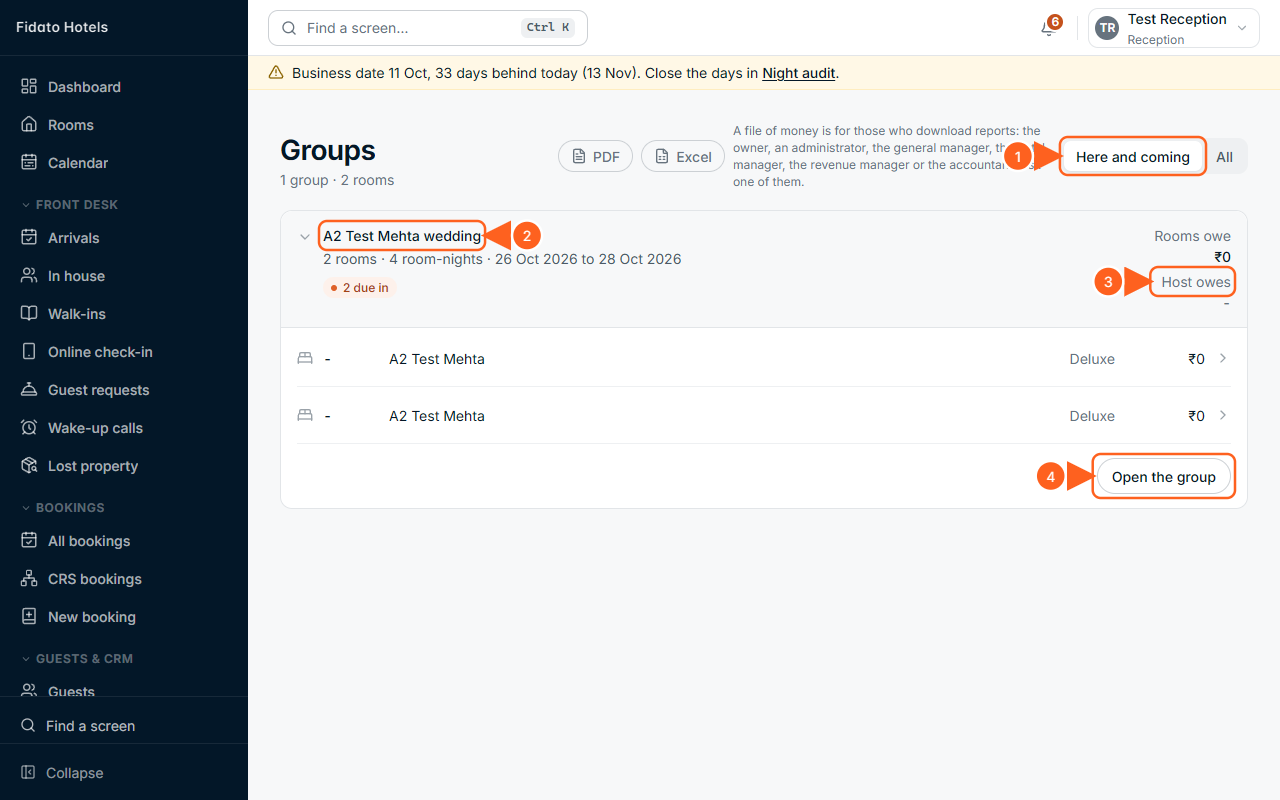 Fidato Hotels
Find a screen...
Ctrl K
6
TR
Test Reception
Reception
Business date 11 Oct, 33 days behind today (13 Nov). Close the days in Night audit.
Dashboard
Rooms
Calendar
FRONT DESK
Arrivals
In house
Walk-ins
Online check-in
Guest requests
Wake-up calls
Lost property
BOOKINGS
All bookings
CRS bookings
New booking
GUESTS & CRM
Guests
Find a screen
Collapse
Groups
1 group · 2 rooms
PDF
Excel
A file of money is for those who download reports: the
owner, an administrator, the general manager, the
manager, the revenue manager or the accountant
one of them.
1
Here and coming
All
A2 Test Mehta wedding
2
2 rooms · 4 room-nights · 26 Oct 2026 to 28 Oct 2026
2 due in
Rooms owe
₹0
3
Host owes
-
- A2 Test Mehta Deluxe ₹0
- A2 Test Mehta Deluxe ₹0
4
Open the group